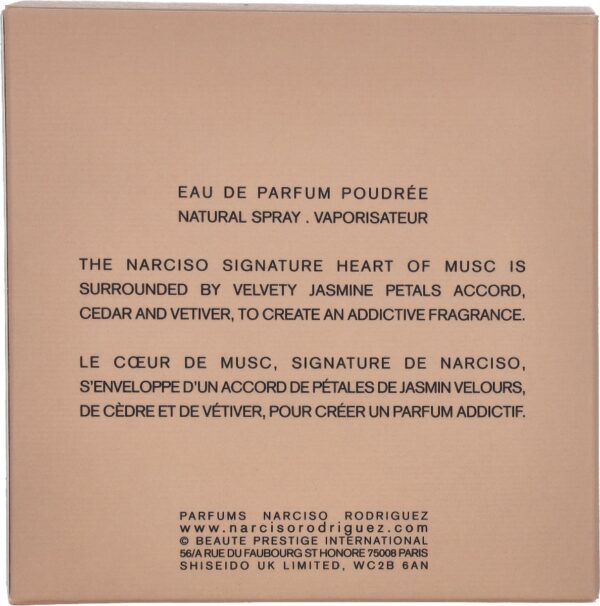 EAU DE PARFUM POUDRÉE
NATURAL SPRAY . VAPORISATEUR
THE NARCISO SIGNATURE HEART OF MUSC IS
SURROUNDED BY VELVETY JASMINE PETALS ACCORD,
CEDAR AND VETIVER, TO CREATE AN ADDICTIVE FRAGRANCE.
LE CŒUR DE MUSC, SIGNATURE DE NARCISO,
S'ENVELOPPE D'UN ACCORD DE PÉTALES DE JASMIN VELOURS,
DE CÈDRE ET DE VÉTIVER, POUR CRÉER UN PARFUM ADDICTIF.
PARFUMS NARCISO RODRIGUEZ
www.narcisorodriguez.com
© BEAUTE PRESTIGE INTERNATIONAL
56/A RUE DU FAUBOURG ST HONORE 75008 PARIS
SHISEIDO UK LIMITED, WC2B 6AN